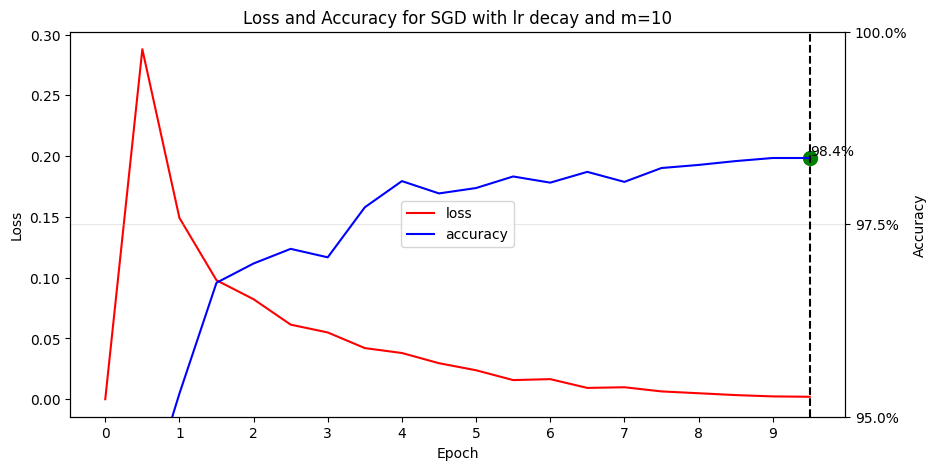 Loss and Accuracy for SGD with lr decay and m=10
0.30
0.25
0.20
0.15
0.10
0.05
0.00
Loss
100.0%
97.5%
95.0%
Accuracy
98.4%
loss
accuracy
0 1 2 3 4 5 6 7 8 9
Epoch